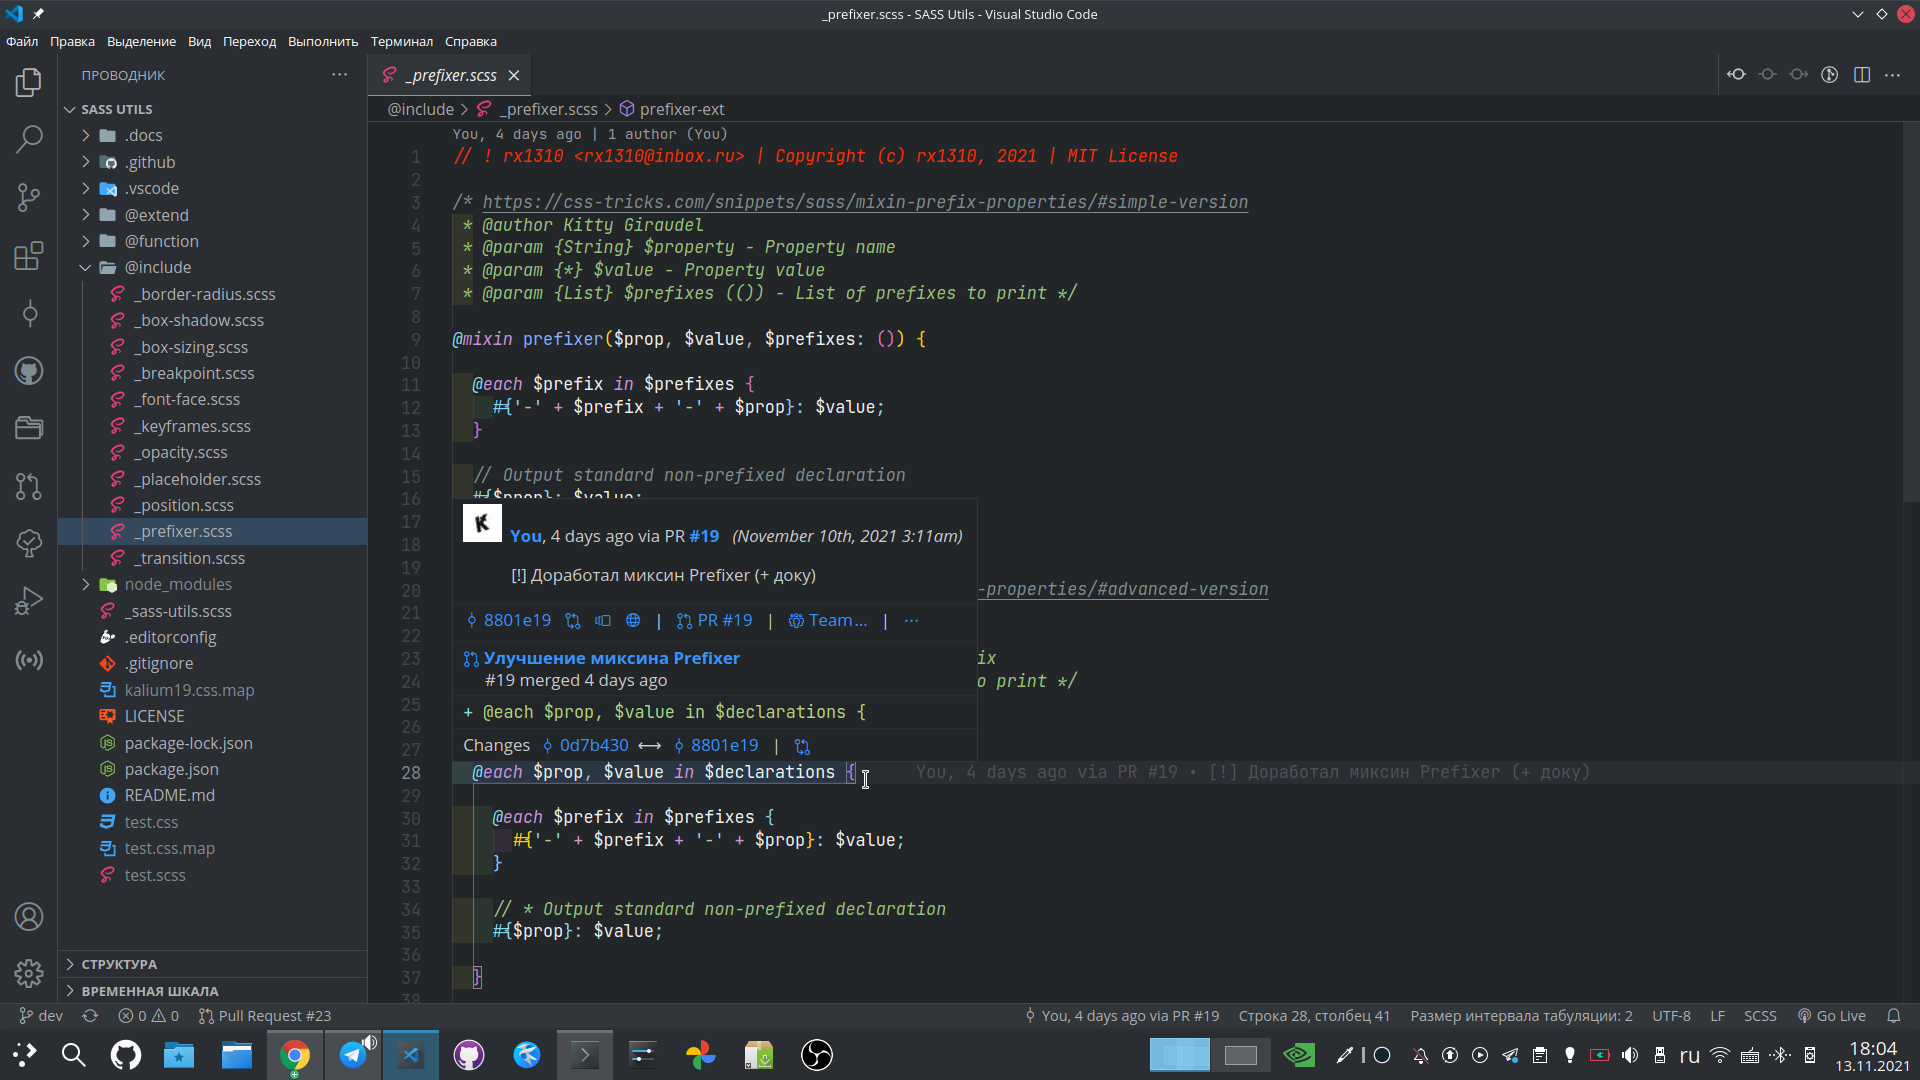 _prefixer.scss - SASS Utils - Visual Studio Code
Файл Правка Выделение Вид Переход Выполнить Терминал Справка
ПРОВОДНИК
SASS UTILS
.docs
.github
.vscode
@extend
@function
@include
_border-radius.scss
_box-shadow.scss
_box-sizing.scss
_breakpoint.scss
_font-face.scss
_keyframes.scss
_opacity.scss
_placeholder.scss
_position.scss
_prefixer.scss
_transition.scss
node_modules
_sass-utils.scss
.editorconfig
.gitignore
kalium19.css.map
LICENSE
package-lock.json
package.json
README.md
test.css
test.css.map
test.scss
СТРУКТУРА
ВРЕМЕННАЯ ШКАЛА
_prefixer.scss
@include > _prefixer.scss > prefixer-ext
You, 4 days ago | 1 author (You)
1 // ! rx1310 <rx1310@inbox.ru> | Copyright (c) rx1310, 2021 | MIT License
2
3 /* https://css-tricks.com/snippets/sass/mixin-prefix-properties/#simple-version
4 * @author Kitty Giraudel
5 * @param {String} $property - Property name
6 * @param {*} $value - Property value
7 * @param {List} $prefixes (()) - List of prefixes to print */
8
9 @mixin prefixer($prop, $value, $prefixes: ()) {
10
11 @each $prefix in $prefixes {
12 #{'-' + $prefix + '-' + $prop}: $value;
13 }
14
15 // Output standard non-prefixed declaration
16 #{$prop}: $value;
17
18
19
20 -properties/#advanced-version
21
22
23 ix
24 o print */
25
26
27
You, 4 days ago via PR #19 (November 10th, 2021 3:11am)
[!] Доработал миксин Prefixer (+ доку)
8801e19 | PR #19 | Team... | ...
Улучшение миксина Prefixer
#19 merged 4 days ago
+ @each $prop, $value in $declarations {
Changes 0d7b430 ⟷ 8801e19 |
28 @each $prop, $value in $declarations { You, 4 days ago via PR #19 • [!] Доработал миксин Prefixer (+ доку)
29
30 @each $prefix in $prefixes {
31 #{'-' + $prefix + '-' + $prop}: $value;
32 }
33
34 // * Output standard non-prefixed declaration
35 #{$prop}: $value;
36
37 }
38
dev 0 0 Pull Request #23 You, 4 days ago via PR #19 Строка 28, столбец 41 Размер интервала табуляции: 2 UTF-8 LF SCSS Go Live
ru 18:04
13.11.2021